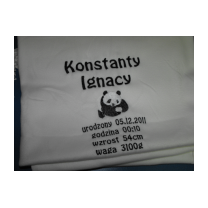 Konstanty
Ignacy
urodzony 05.12.2011
godzina 00:10
wzrost 54cm
waga 3100g